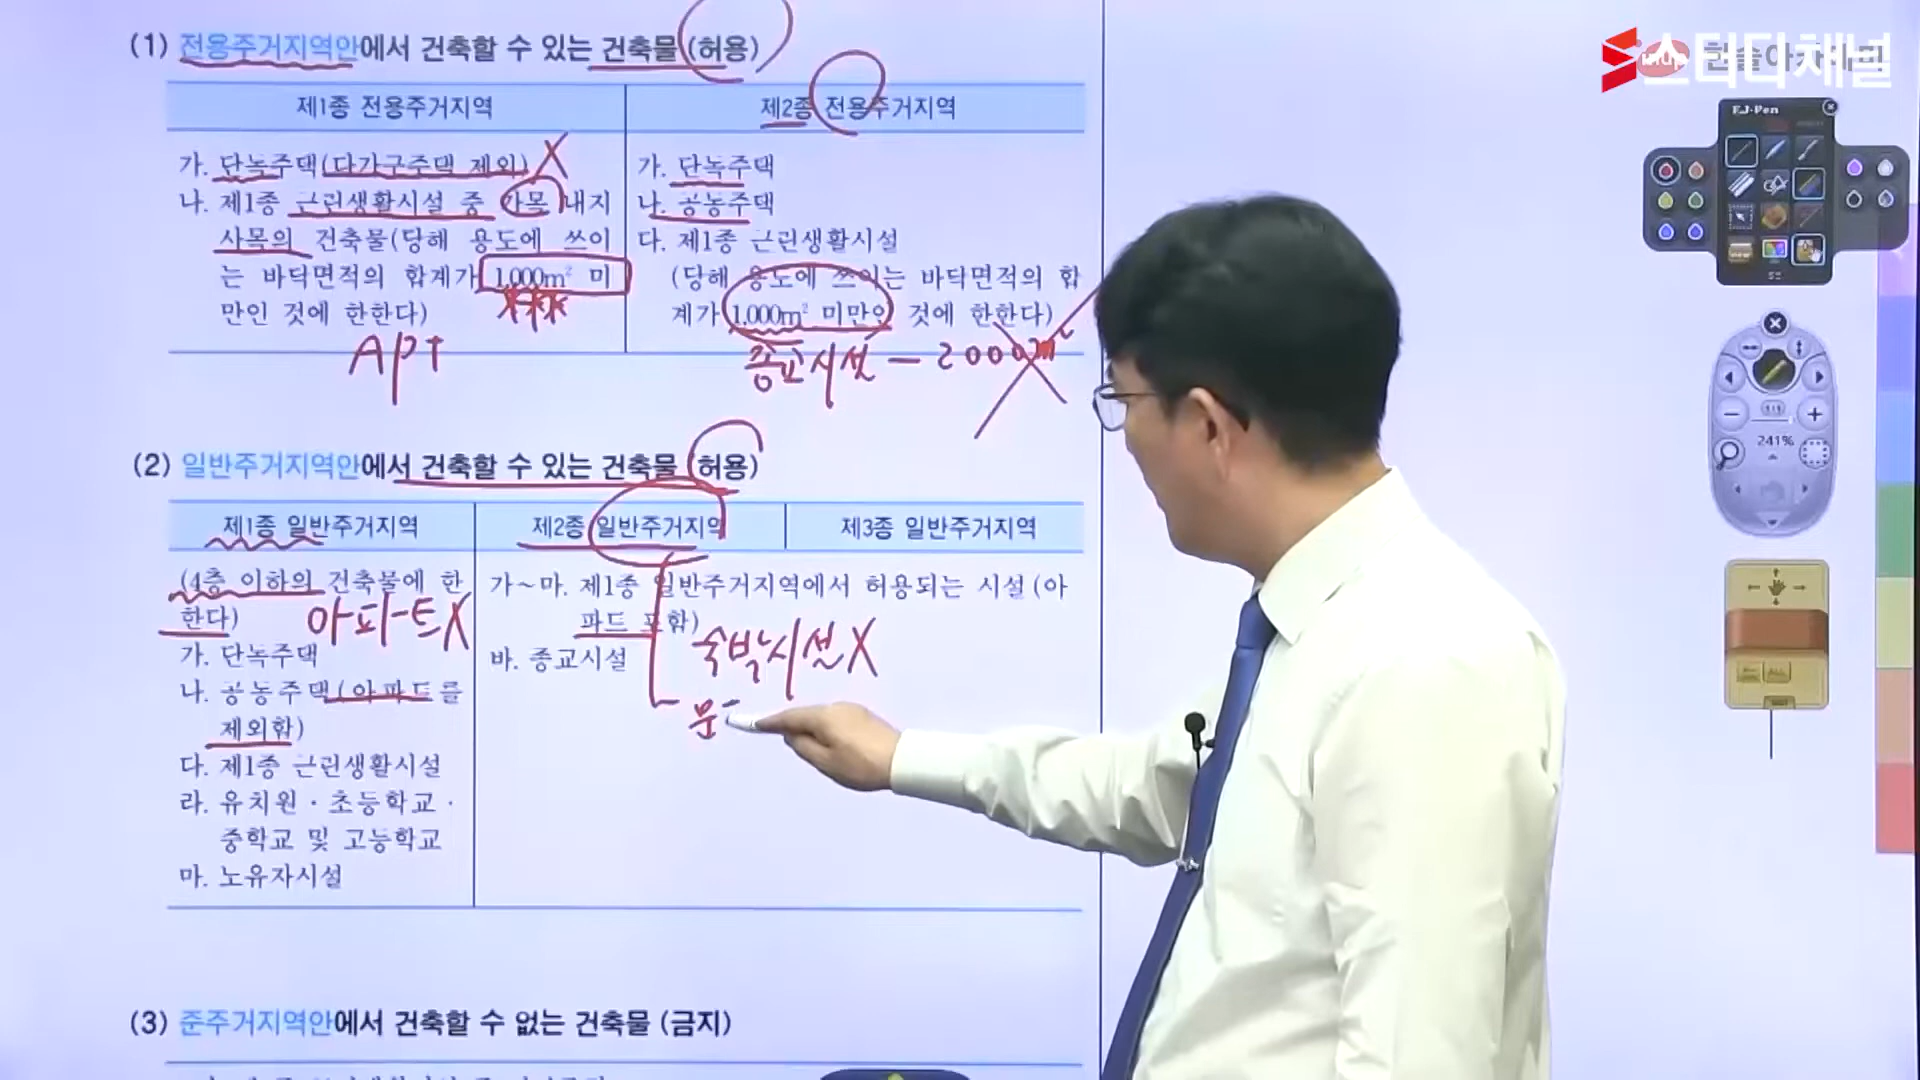 (1) 전용주거지역안에서 건축할 수 있는 건축물 (허용)
스터디채널
제1종 전용주거지역
제2종 전용주거지역
가. 단독주택(다가구주택 제외) X
나. 제1종 근린생활시설 중 가목 내지
사목의 건축물(당해 용도에 쓰이
는 바닥면적의 합계가 1,000m² 미
만인 것에 한한다)
APT
가. 단독주택
나. 공동주택
다. 제1종 근린생활시설
(당해 용도에 쓰이는 바닥면적의 합
계가 1,000m² 미만인 것에 한한다)
종교시설 - 2000㎡
(2) 일반주거지역안에서 건축할 수 있는 건축물 (허용)
제1종 일반주거지역
제2종 일반주거지역
제3종 일반주거지역
(4층 이하의 건축물에 한
한다)
아파트 X
가. 단독주택
나. 공동주택(아파트를
제외함)
다. 제1종 근린생활시설
라. 유치원·초등학교·
중학교 및 고등학교
마. 노유자시설
가~마. 제1종 일반주거지역에서 허용되는 시설(아
파트 포함)
바. 종교시설
숙박시설 X
문
(3) 준주거지역안에서 건축할 수 없는 건축물 (금지)
EJ-Pen
241%